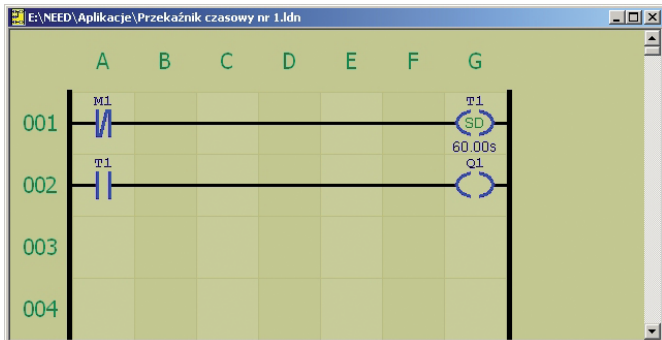 E:\NEED\Aplikacje\Przekaźnik czasowy nr 1.ldn
A B C D E F G
M1 T1
001 SD
60.00s
T1 Q1
002
003
004